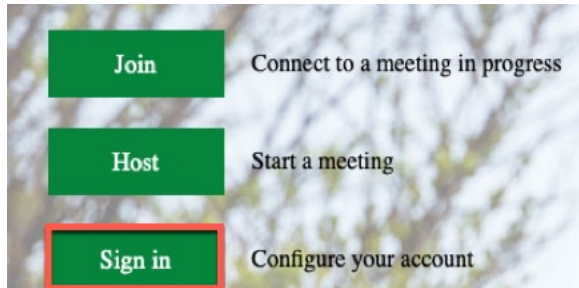 Join Connect to a meeting in progress
Host Start a meeting
Sign in Configure your account